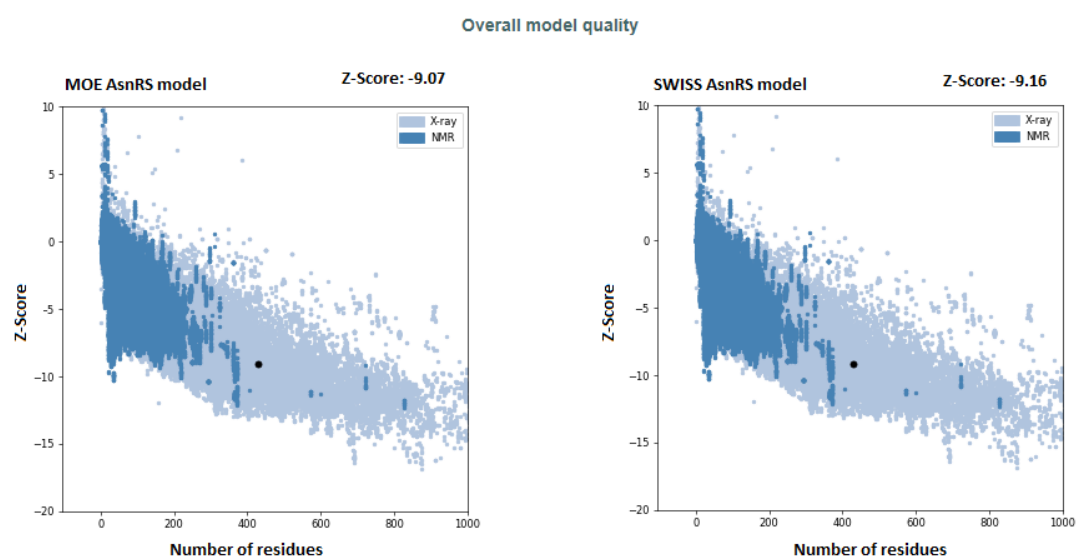 Overall model quality
MOE AsnRS model
Z-Score: -9.07
10
5
0
−5
−10
−15
−20
Z-Score
X-ray
NMR
0
200
400
600
800
1000
Number of residues
SWISS AsnRS model
Z-Score: -9.16
10
5
0
−5
−10
−15
−20
Z-Score
X-ray
NMR
0
200
400
600
800
1000
Number of residues